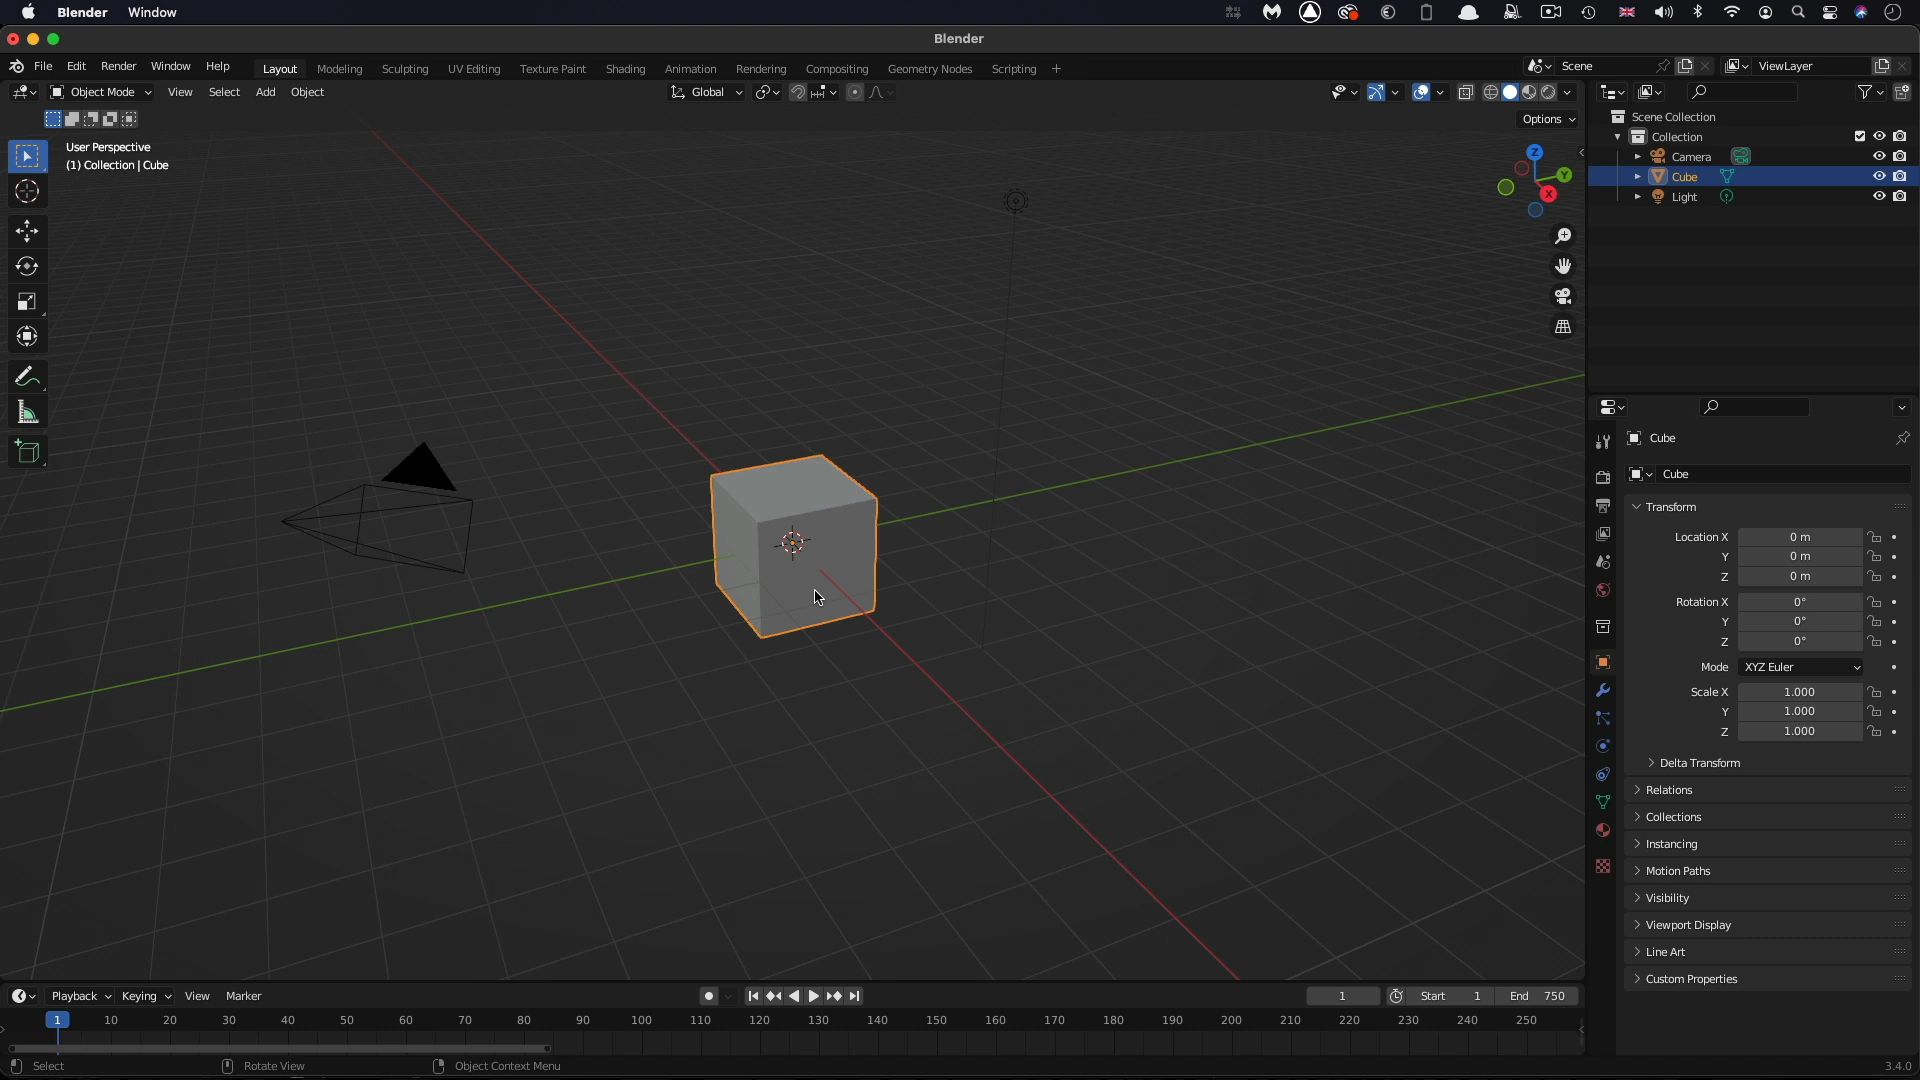 Blender Window
Blender
File Edit Render Window Help Layout Modeling Sculpting UV Editing Texture Paint Shading Animation Rendering Compositing Geometry Nodes Scripting + Scene ViewLayer
Object Mode View Select Add Object Global
Options
User Perspective
(1) Collection | Cube
Z
Y
X
Scene Collection
Collection
Camera
Cube
Light
Cube
Cube
Transform
Location X 0 m
Y 0 m
Z 0 m
Rotation X 0°
Y 0°
Z 0°
Mode XYZ Euler
Scale X 1.000
Y 1.000
Z 1.000
Delta Transform
Relations
Collections
Instancing
Motion Paths
Visibility
Viewport Display
Line Art
Custom Properties
Playback Keying View Marker 1 Start 1 End 750
1 10 20 30 40 50 60 70 80 90 100 110 120 130 140 150 160 170 180 190 200 210 220 230 240 250
Select Rotate View Object Context Menu 3.4.0